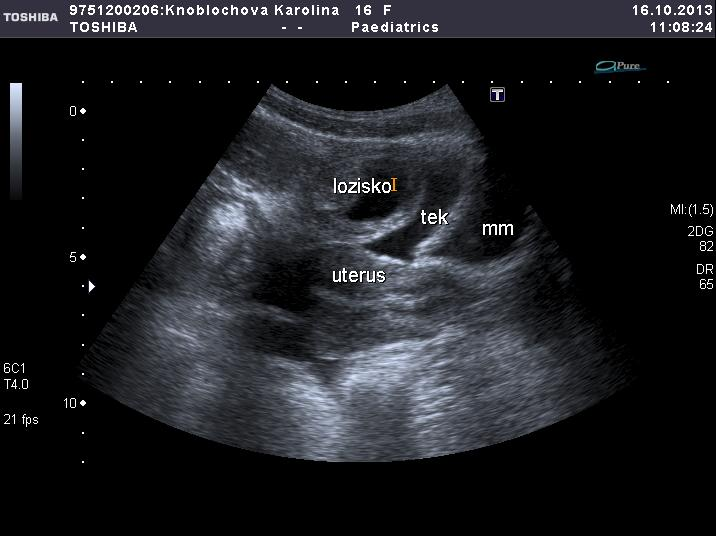 TOSHIBA
9751200206:Knoblochova Karolina 16 F
16.10.2013
TOSHIBA - - Paediatrics
11:08:24
aPure
T
0
lozisko
tek
MI:(1.5)
mm
2DG
82
5
uterus
DR
65
6C1
T4.0
10
21 fps